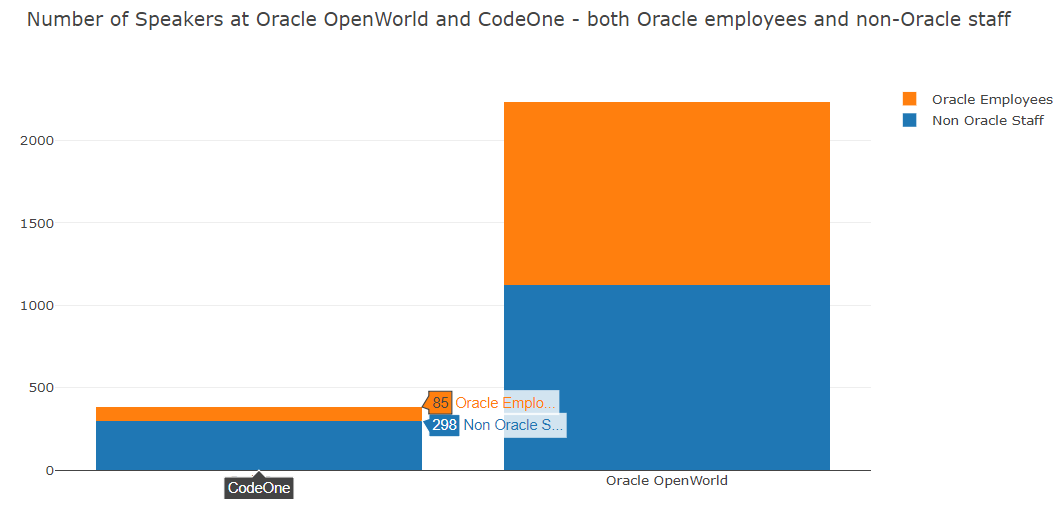 Number of Speakers at Oracle OpenWorld and CodeOne - both Oracle employees and non-Oracle staff
Oracle Employees
Non Oracle Staff
2000
1500
1000
500
0
85 Oracle Emplo...
298 Non Oracle S...
CodeOne
Oracle OpenWorld